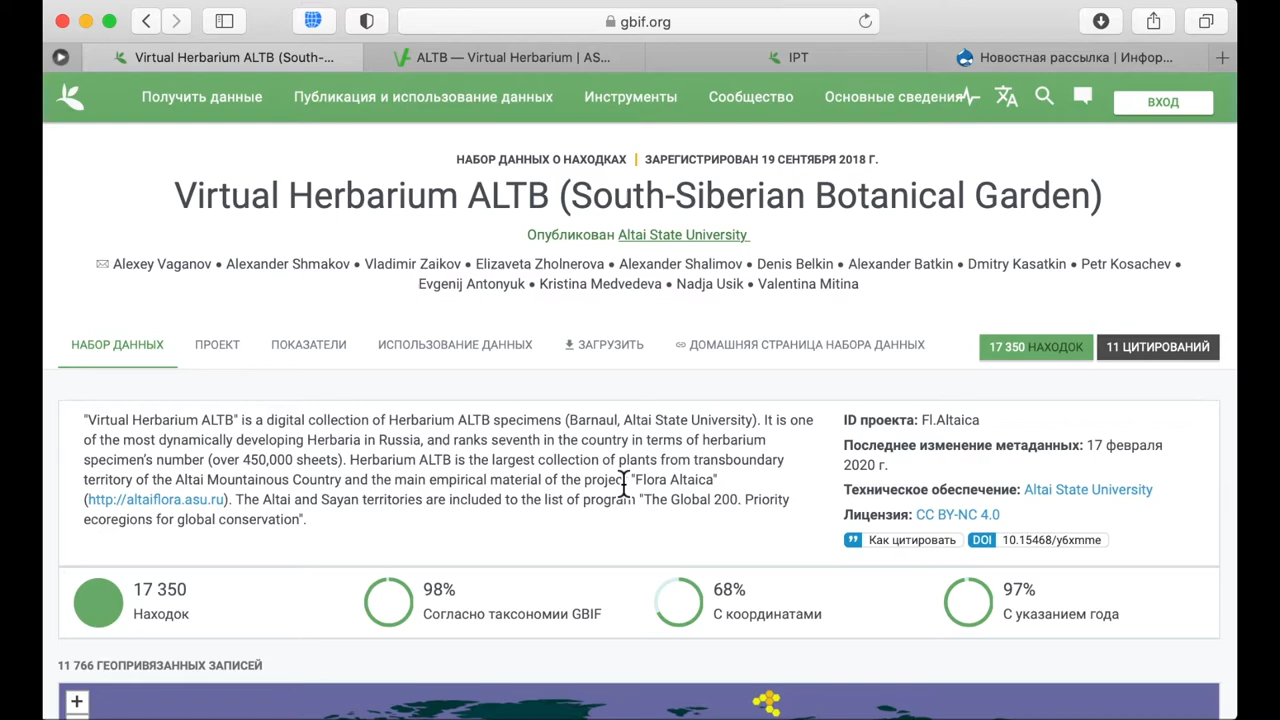 gbif.org
Virtual Herbarium ALTB (South-...
ALTB — Virtual Herbarium | AS...
IPT
Новостная рассылка | Инфор...
Получить данные
Публикация и использование данных
Инструменты
Сообщество
Основные сведения
ВХОД
НАБОР ДАННЫХ О НАХОДКАХ | ЗАРЕГИСТРИРОВАН 19 СЕНТЯБРЯ 2018 Г.
Virtual Herbarium ALTB (South-Siberian Botanical Garden)
Опубликован Altai State University
Alexey Vaganov • Alexander Shmakov • Vladimir Zaikov • Elizaveta Zholnerova • Alexander Shalimov • Denis Belkin • Alexander Batkin • Dmitry Kasatkin • Petr Kosachev •
Evgenij Antonyuk • Kristina Medvedeva • Nadja Usik • Valentina Mitina
НАБОР ДАННЫХ
ПРОЕКТ
ПОКАЗАТЕЛИ
ИСПОЛЬЗОВАНИЕ ДАННЫХ
ЗАГРУЗИТЬ
ДОМАШНЯЯ СТРАНИЦА НАБОРА ДАННЫХ
17 350 НАХОДОК
11 ЦИТИРОВАНИЙ
"Virtual Herbarium ALTB" is a digital collection of Herbarium ALTB specimens (Barnaul, Altai State University). It is one
of the most dynamically developing Herbaria in Russia, and ranks seventh in the country in terms of herbarium
specimen's number (over 450,000 sheets). Herbarium ALTB is the largest collection of plants from transboundary
territory of the Altai Mountainous Country and the main empirical material of the project "Flora Altaica"
(http://altaiflora.asu.ru). The Altai and Sayan territories are included to the list of program "The Global 200. Priority
ecoregions for global conservation".
ID проекта: Fl.Altaica
Последнее изменение метаданных: 17 февраля
2020 г.
Техническое обеспечение: Altai State University
Лицензия: CC BY-NC 4.0
Как цитировать
DOI 10.15468/y6xmme
17 350
Находок
98%
Согласно таксономии GBIF
68%
С координатами
97%
С указанием года
11 766 ГЕОПРИВЯЗАННЫХ ЗАПИСЕЙ
+